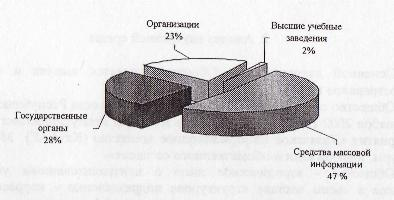 Организации
23%
Высшие учебные
заведения
2%
Государственные
органы
28%
Средства массовой
информации
47 %